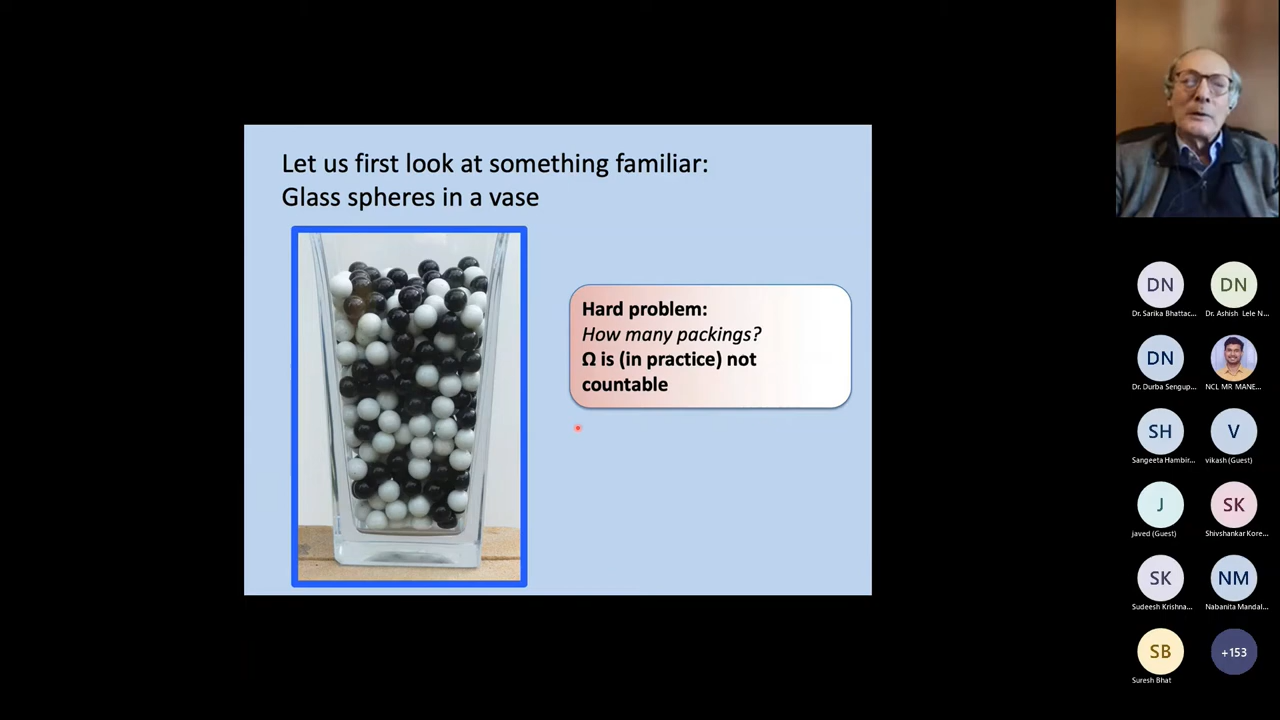 Let us first look at something familiar:
Glass spheres in a vase
Hard problem:
How many packings?
Ω is (in practice) not
countable
DN
DN
Dr. Sarika Bhattac...
Dr. Ashish Lele N...
DN
Dr. Durba Sengup...
NCL MR MANE...
SH
V
Sangeeta Hambir...
vikash (Guest)
J
SK
javed (Guest)
Shivshankar Kore...
SK
NM
Sudeesh Krishna...
Nabanita Mandal...
SB
+153
Suresh Bhat